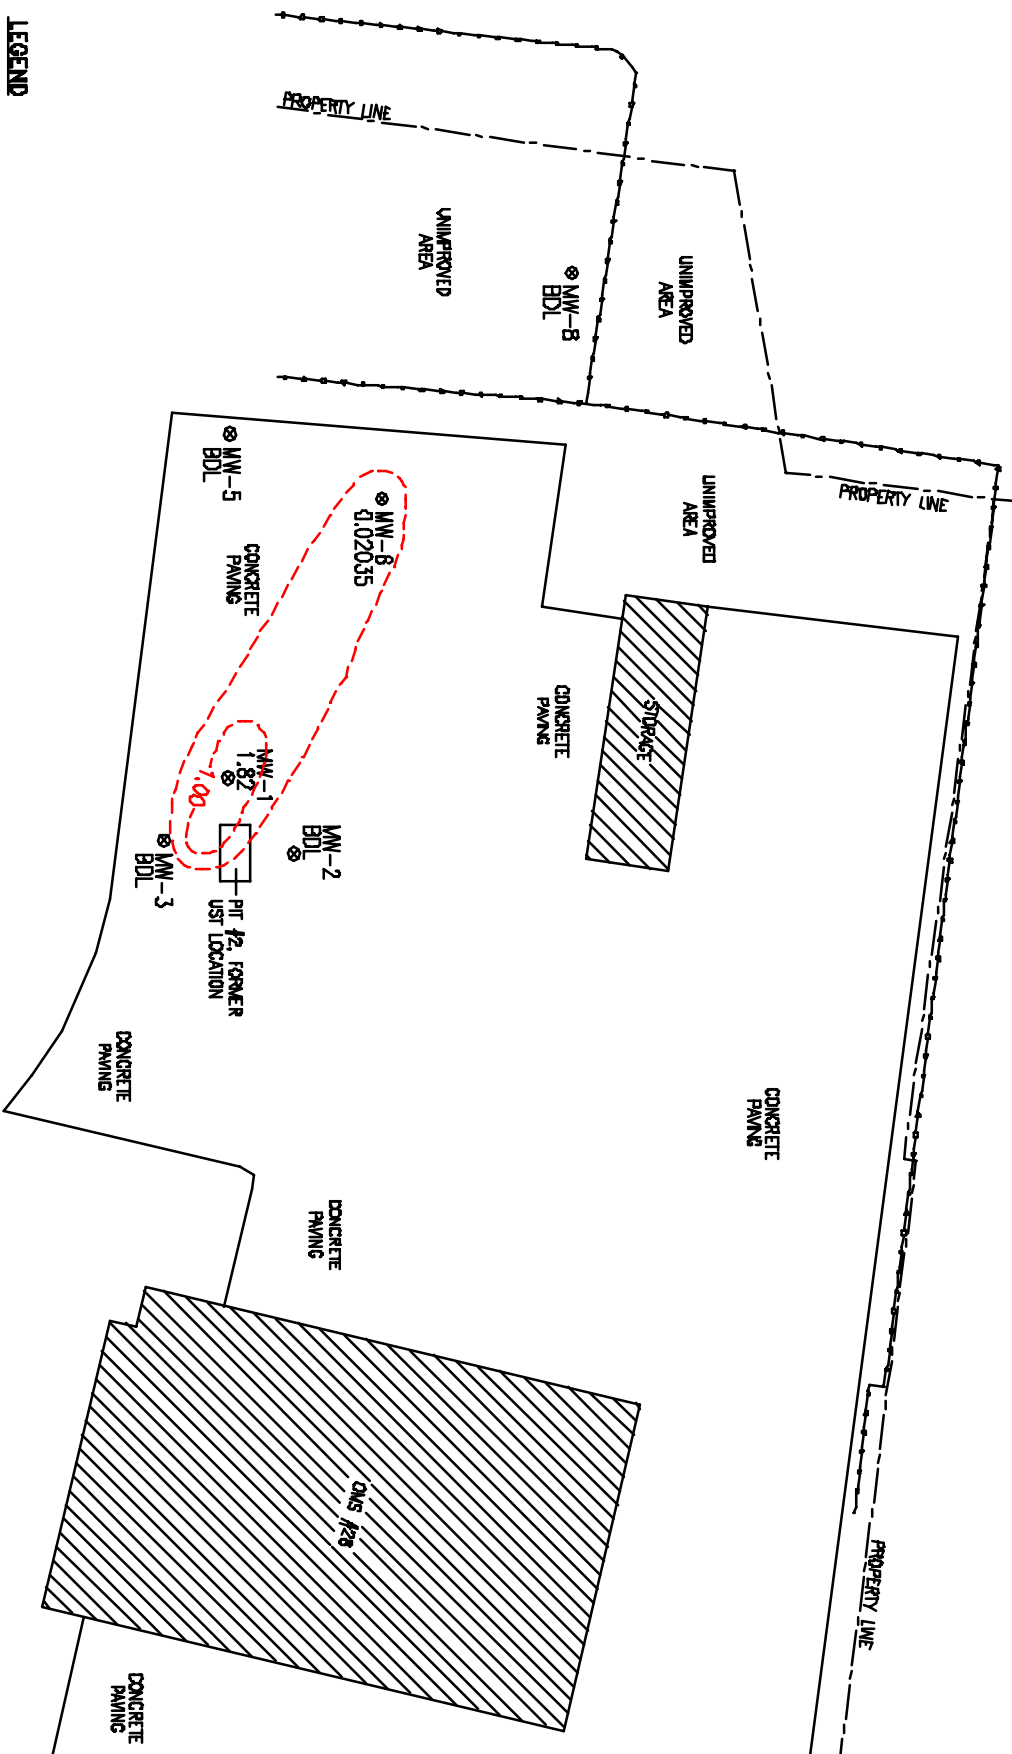 LEGEND
PROPERTY LINE
UNIMPROVED
AREA
UNIMPROVED
AREA
MW-8
BDL
PROPERTY LINE
UNIMPROVED
AREA
MW-5
BDL
MW-6
0.02035
CONCRETE
PAVING
CONCRETE
PAVING
STORAGE
MW-1
1.82
1.00
MW-2
BDL
MW-3
BDL
PIT #2, FORMER
UST LOCATION
CONCRETE
PAVING
CONCRETE
PAVING
CONCRETE
PAVING
OMS #28
PROPERTY LINE
CONCRETE
PAVING